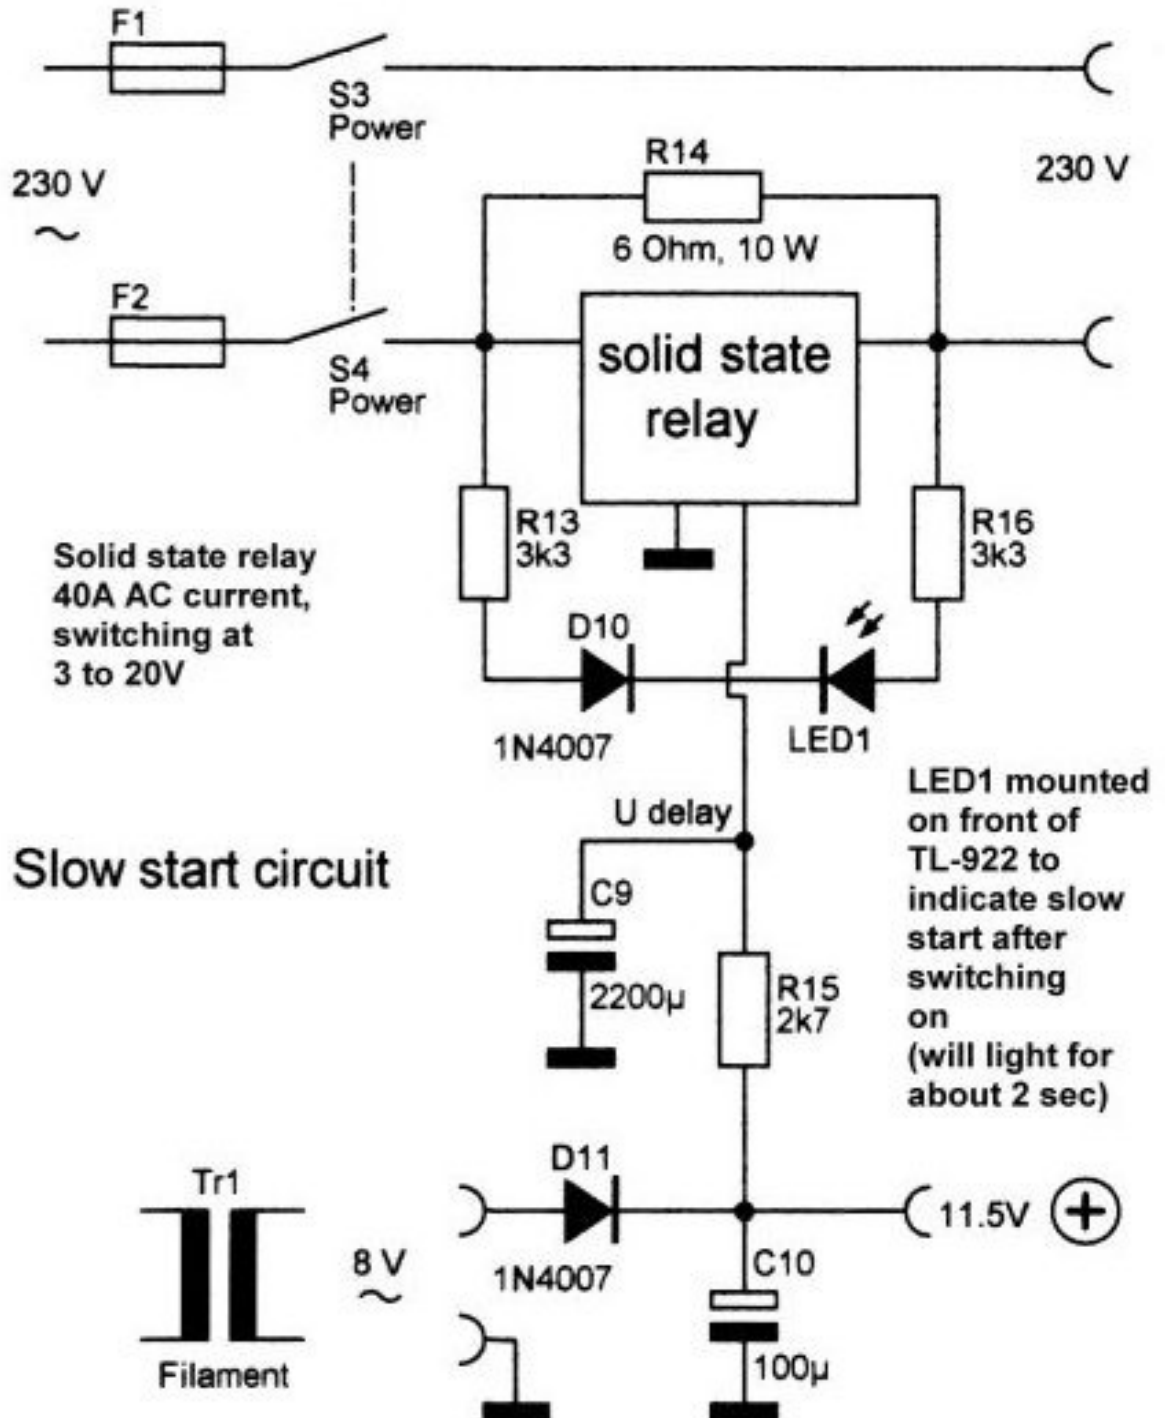 F1
S3
Power
230 V
~
R14
6 Ohm, 10 W
230 V
F2
S4
Power
solid state
relay
Solid state relay
40A AC current,
switching at
3 to 20V
R13
3k3
R16
3k3
D10
1N4007
LED1
U delay
LED1 mounted
on front of
TL-922 to
indicate slow
start after
switching
on
(will light for
about 2 sec)
Slow start circuit
C9
2200µ
R15
2k7
Tr1
Filament
8 V
~
D11
1N4007
11.5V +
C10
100µ